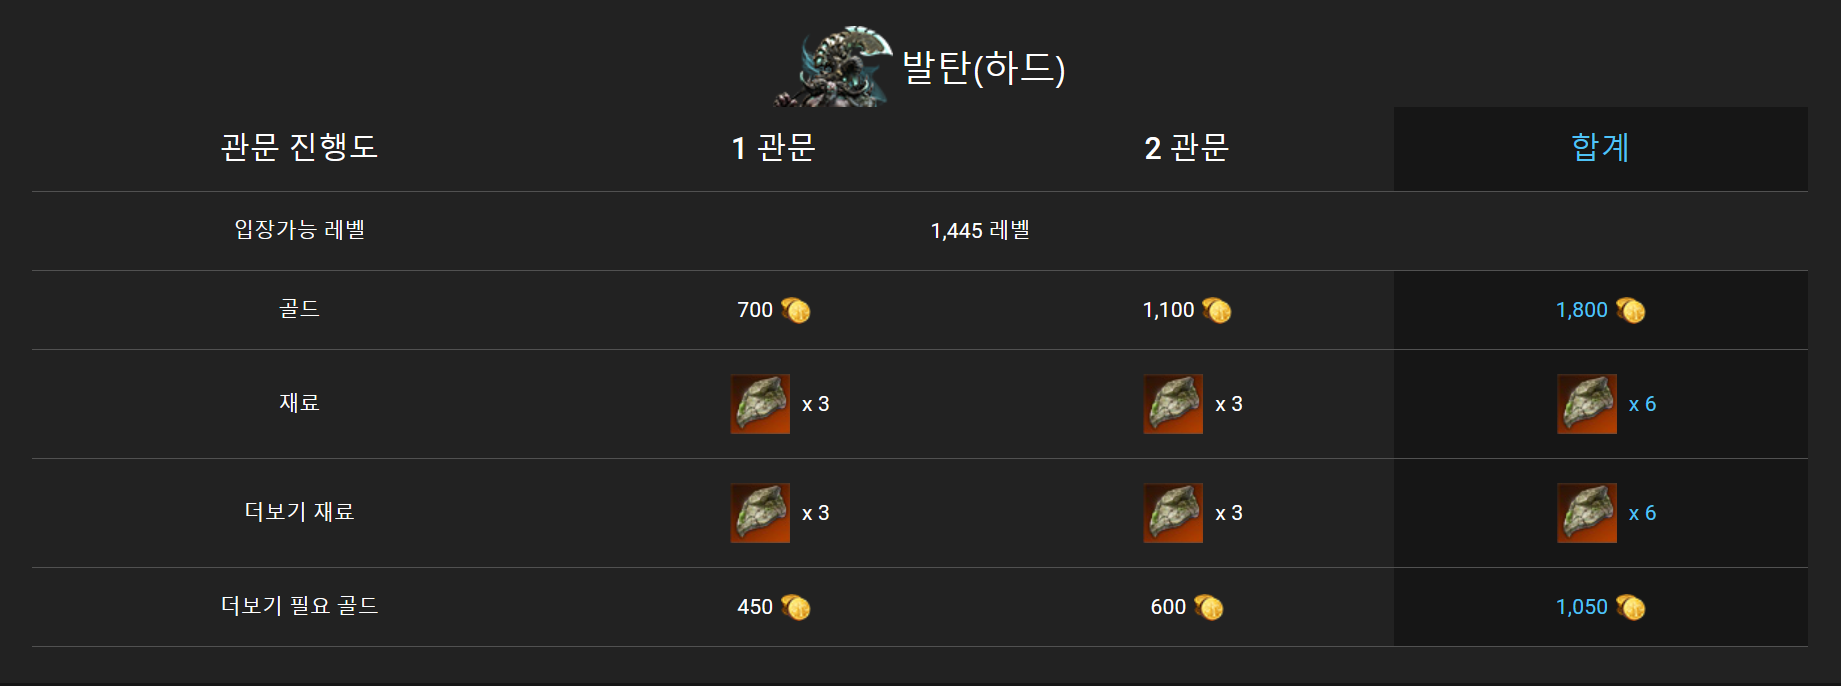 발탄(하드)
관문 진행도 1 관문 2 관문 합계
입장가능 레벨 1,445 레벨
골드 700 1,100 1,800
재료 x 3 x 3 x 6
더보기 재료 x 3 x 3 x 6
더보기 필요 골드 450 600 1,050